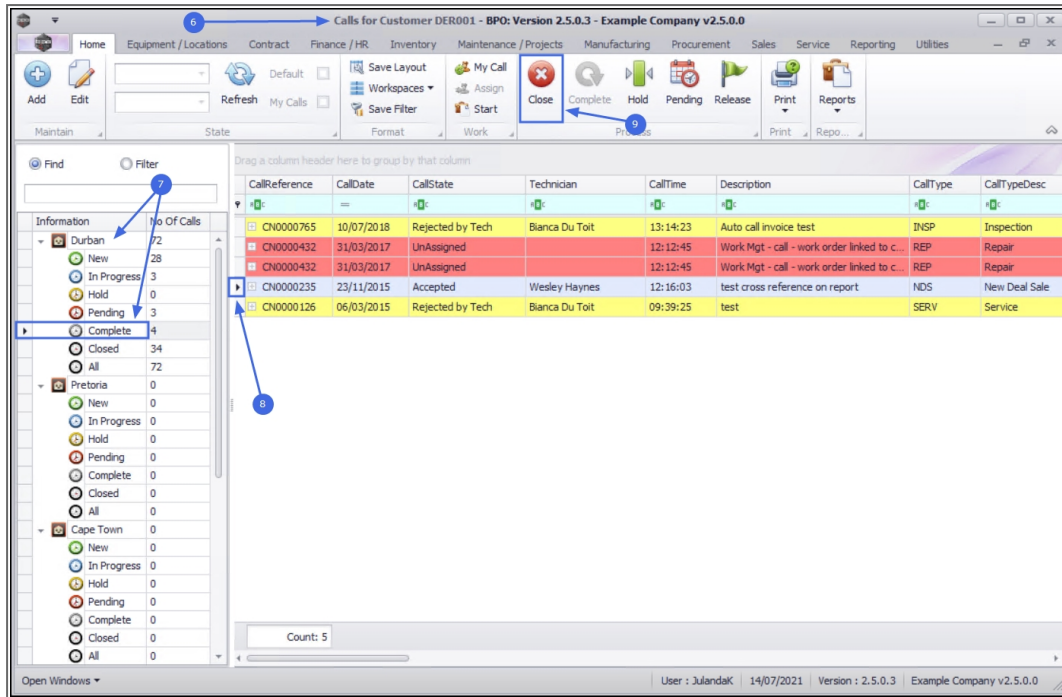 6
Calls for Customer DER001 - BPO: Version 2.5.0.3 - Example Company v2.5.0.0
Home Equipment / Locations Contract Finance / HR Inventory Maintenance / Projects Manufacturing Procurement Sales Service Reporting Utilities
Add Edit Refresh Default My Calls Save Layout Workspaces Save Filter My Call Assign Start Close Complete Hold Pending Release Print Reports
9
Maintain State Format Work Print Repo...
Find Filter
7
Drag a column header here to group by that column
CallReference CallDate CallState Technician CallTime Description CallType CallTypeDesc
Information No Of Calls
CN0000765 10/07/2018 Rejected by Tech Bianca Du Toit 13:14:23 Auto call invoice test INSP Inspection
CN0000432 31/03/2017 UnAssigned 12:12:45 Work Mgt - call - work order linked to c... REP Repair
CN0000432 31/03/2017 UnAssigned 12:12:45 Work Mgt - call - work order linked to c... REP Repair
CN0000235 23/11/2015 Accepted Wesley Haynes 12:16:03 test cross reference on report NDS New Deal Sale
CN0000126 06/03/2015 Rejected by Tech Bianca Du Toit 09:39:25 test SERV Service
Durban 72
New 28
In Progress 3
Hold 0
Pending 3
Complete 4
Closed 34
All 72
Pretoria 0
New 0
In Progress 0
Hold 0
Pending 0
Complete 0
Closed 0
All 0
Cape Town 0
New 0
In Progress 0
Hold 0
Pending 0
Complete 0
Closed 0
All 0
8
Count: 5
Open Windows User : JulandaK 14/07/2021 Version : 2.5.0.3 Example Company v2.5.0.0